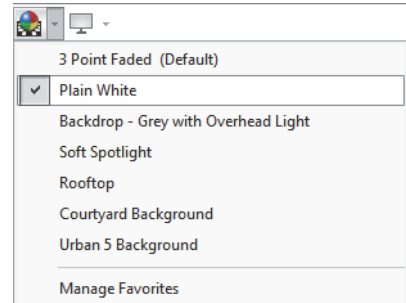 3 Point Faded  (Default)
Plain White
Backdrop - Grey with Overhead Light
Soft Spotlight
Rooftop
Courtyard Background
Urban 5 Background
Manage Favorites